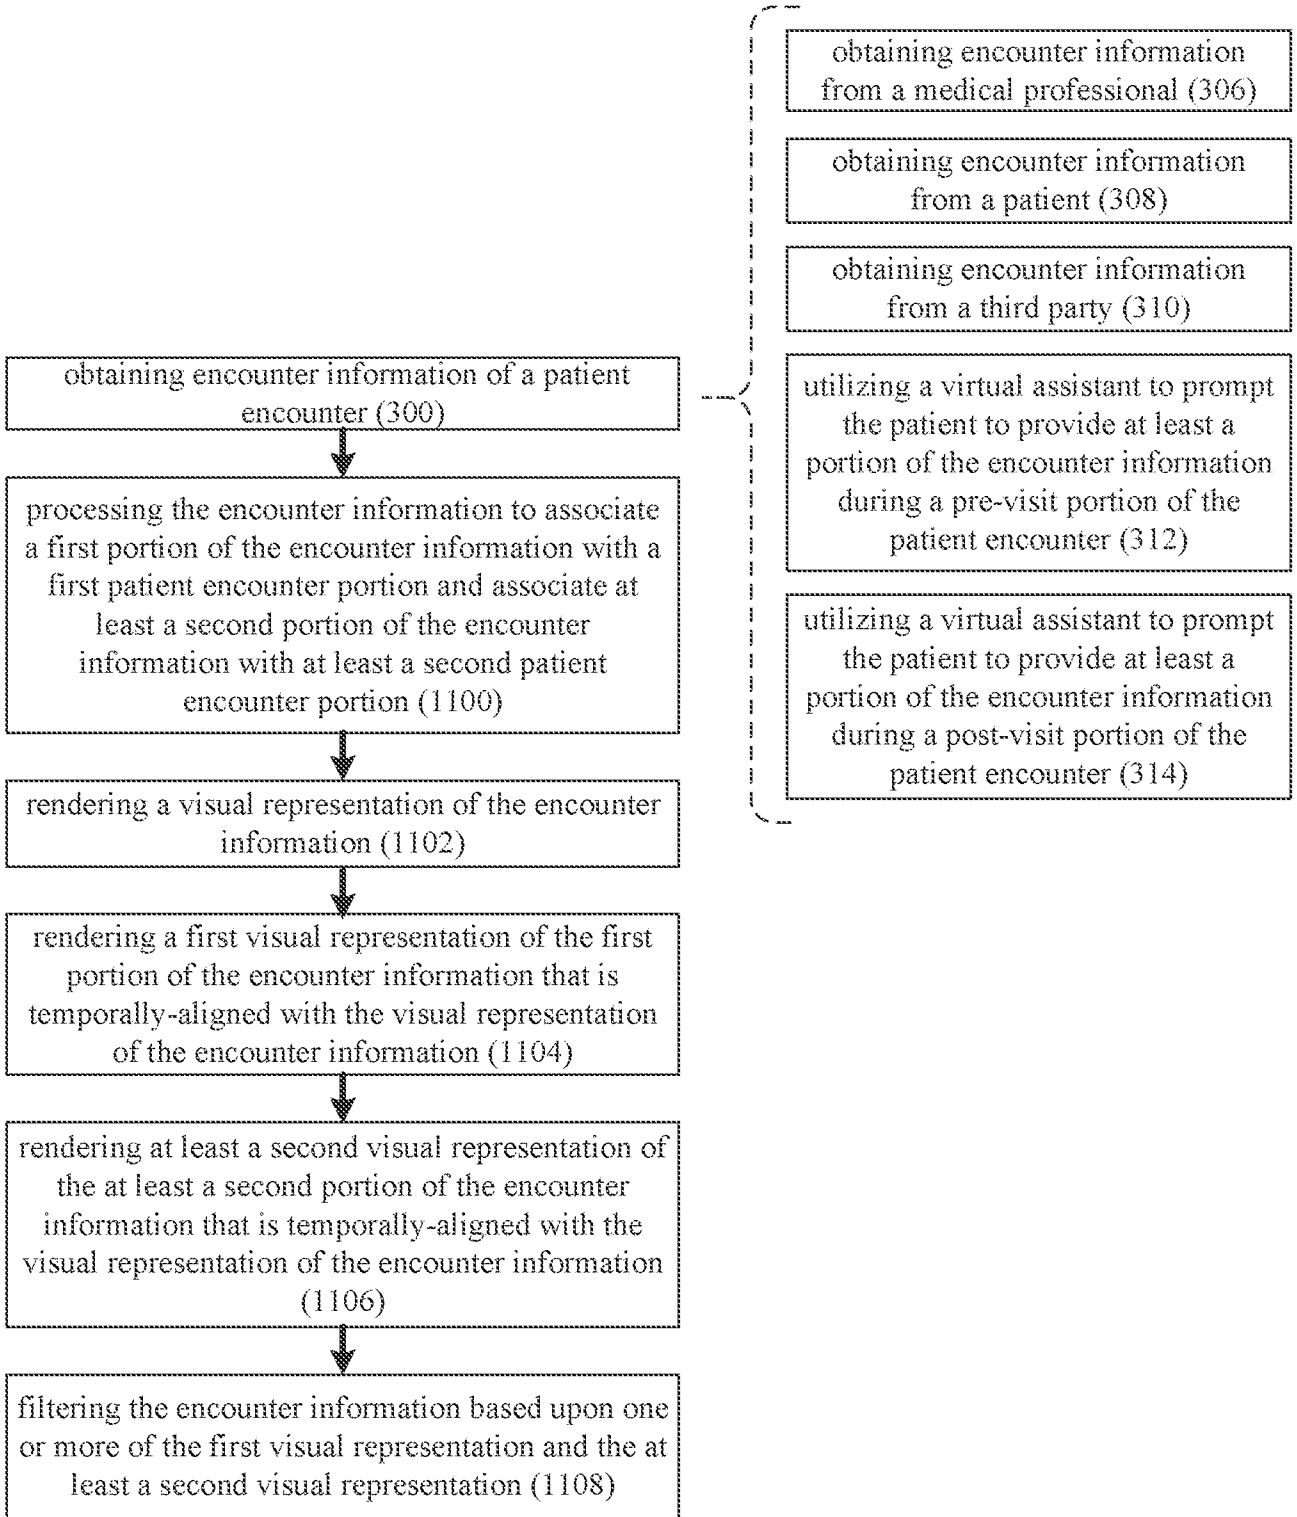 obtaining encounter information of a patient
encounter (300)
processing the encounter information to associate
a first portion of the encounter information with a
first patient encounter portion and associate at
least a second portion of the encounter
information with at least a second patient
encounter portion (1100)
rendering a visual representation of the encounter
information (1102)
rendering a first visual representation of the first
portion of the encounter information that is
temporally-aligned with the visual representation
of the encounter information (1104)
rendering at least a second visual representation of
the at least a second portion of the encounter
information that is temporally-aligned with the
visual representation of the encounter information
(1106)
filtering the encounter information based upon one
or more of the first visual representation and the at
least a second visual representation (1108)
obtaining encounter information
from a medical professional (306)
obtaining encounter information
from a patient (308)
obtaining encounter information
from a third party (310)
utilizing a virtual assistant to prompt
the patient to provide at least a
portion of the encounter information
during a pre-visit portion of the
patient encounter (312)
utilizing a virtual assistant to prompt
the patient to provide at least a
portion of the encounter information
during a post-visit portion of the
patient encounter (314)